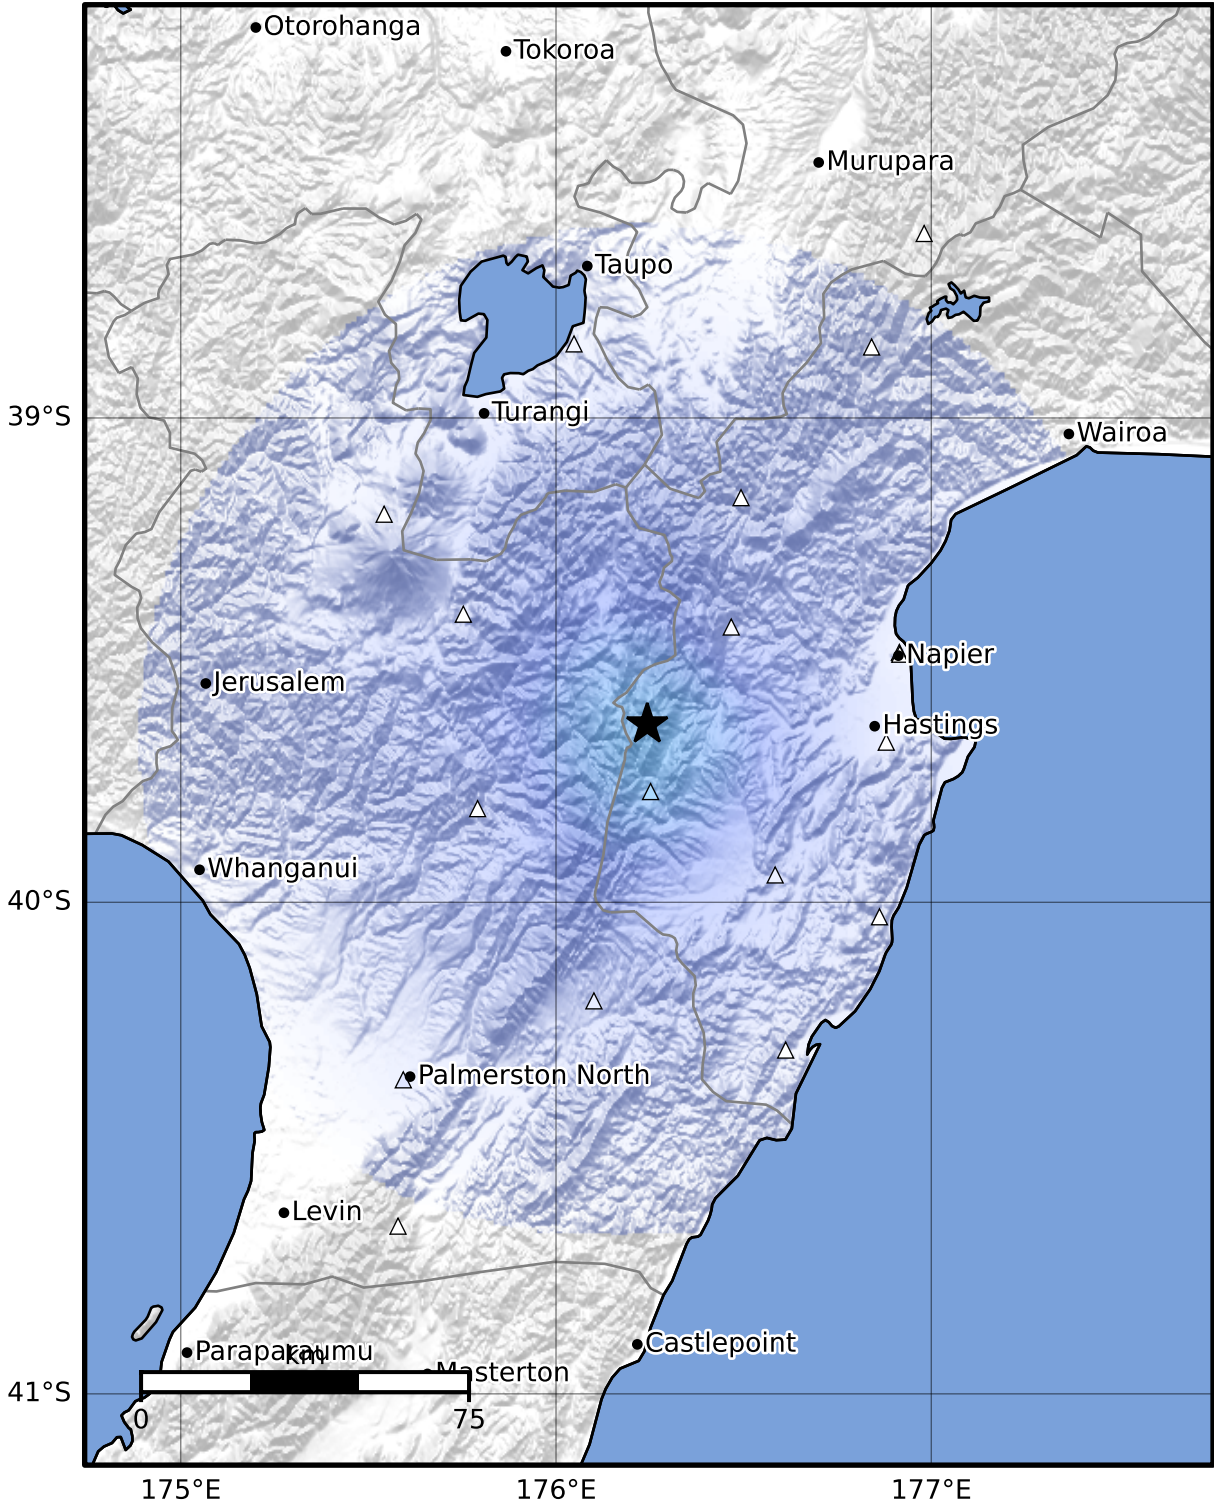 Otorohanga
Tokoroa
Murupara
Taupo
Turangi
39°S
Wairoa
Napier
Jerusalem
Hastings
Whanganui
40°S
Palmerston North
Levin
Castlepoint
Paraparaumu
km
Masterton
41°S
0
75
175°E
176°E
177°E